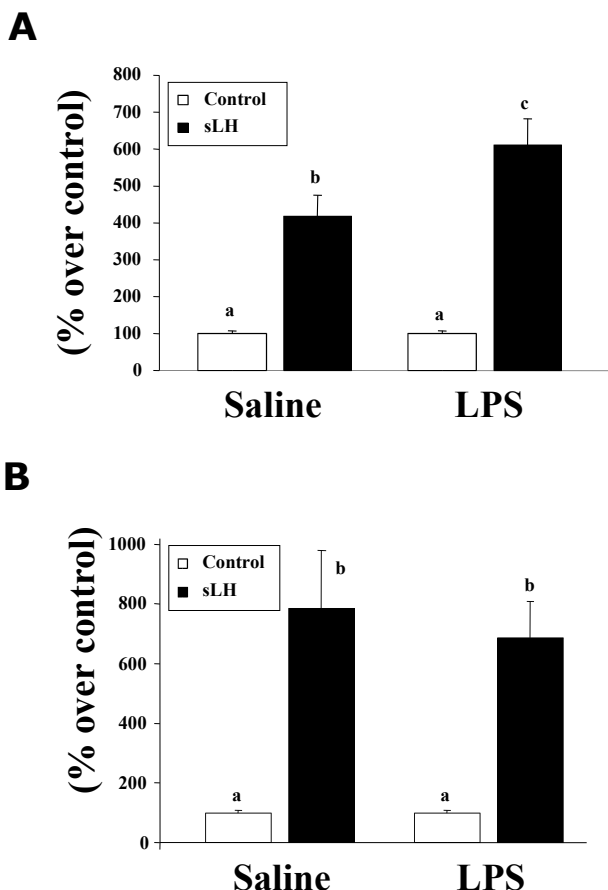 A
(% over control)
800
700
600
500
400
300
200
100
0
Control
sLH
a
b
a
c
Saline
LPS
B
(% over control)
1000
800
600
400
200
0
Control
sLH
a
b
a
b
Saline
LPS